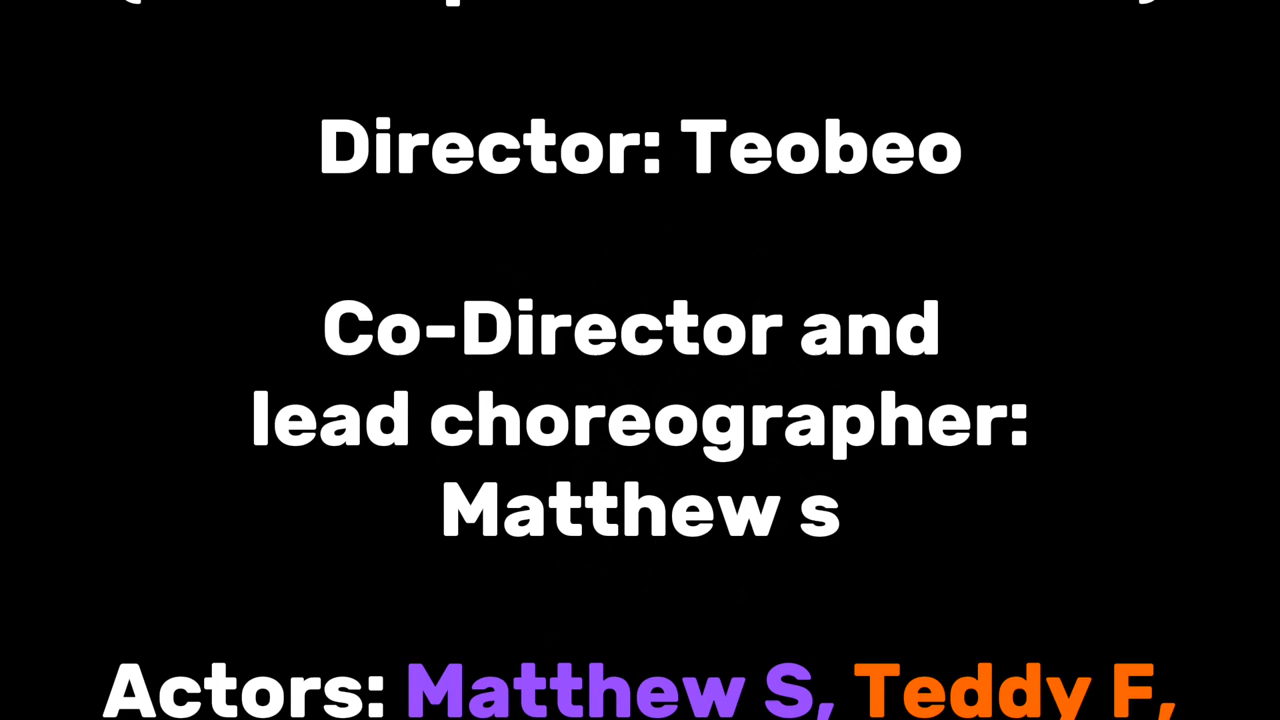 Director: Teobeo
Co-Director and
lead choreographer:
Matthew s
Actors: Matthew S, Teddy F,